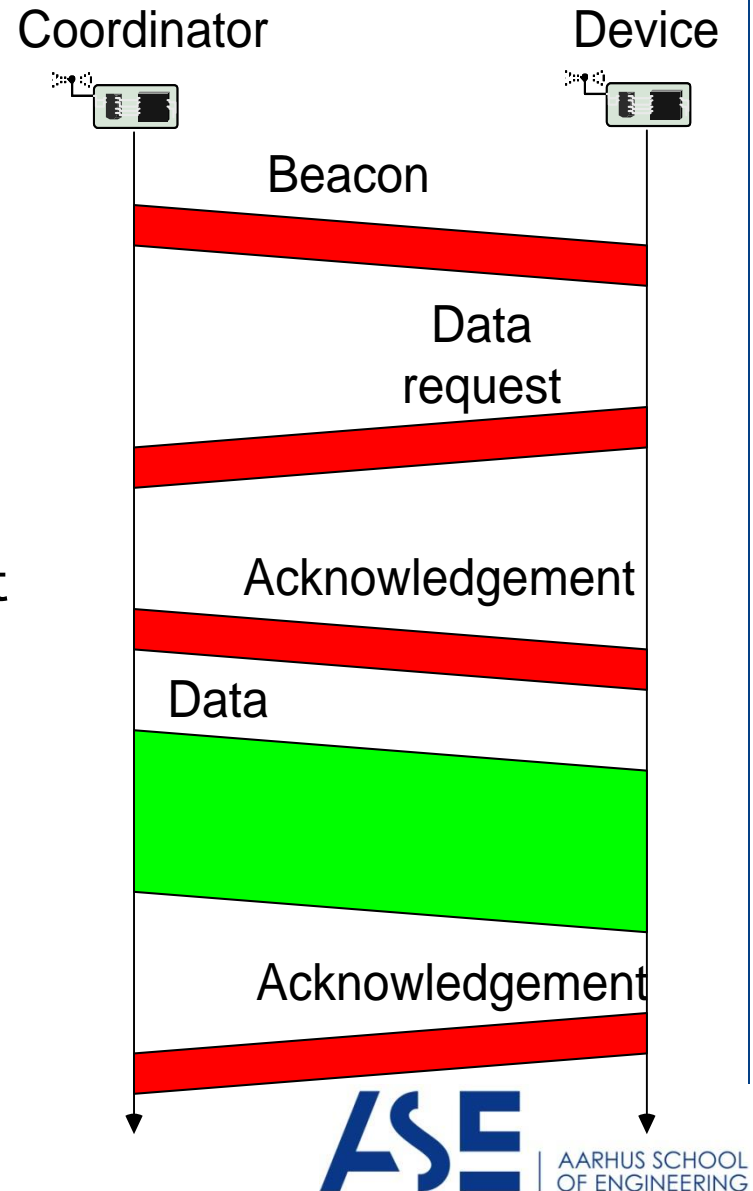 Coordinator
Device
Beacon
Data
request
t
Acknowledgement
Data
Acknowledgement
ASE
AARHUS SCHOOL
OF ENGINEERING